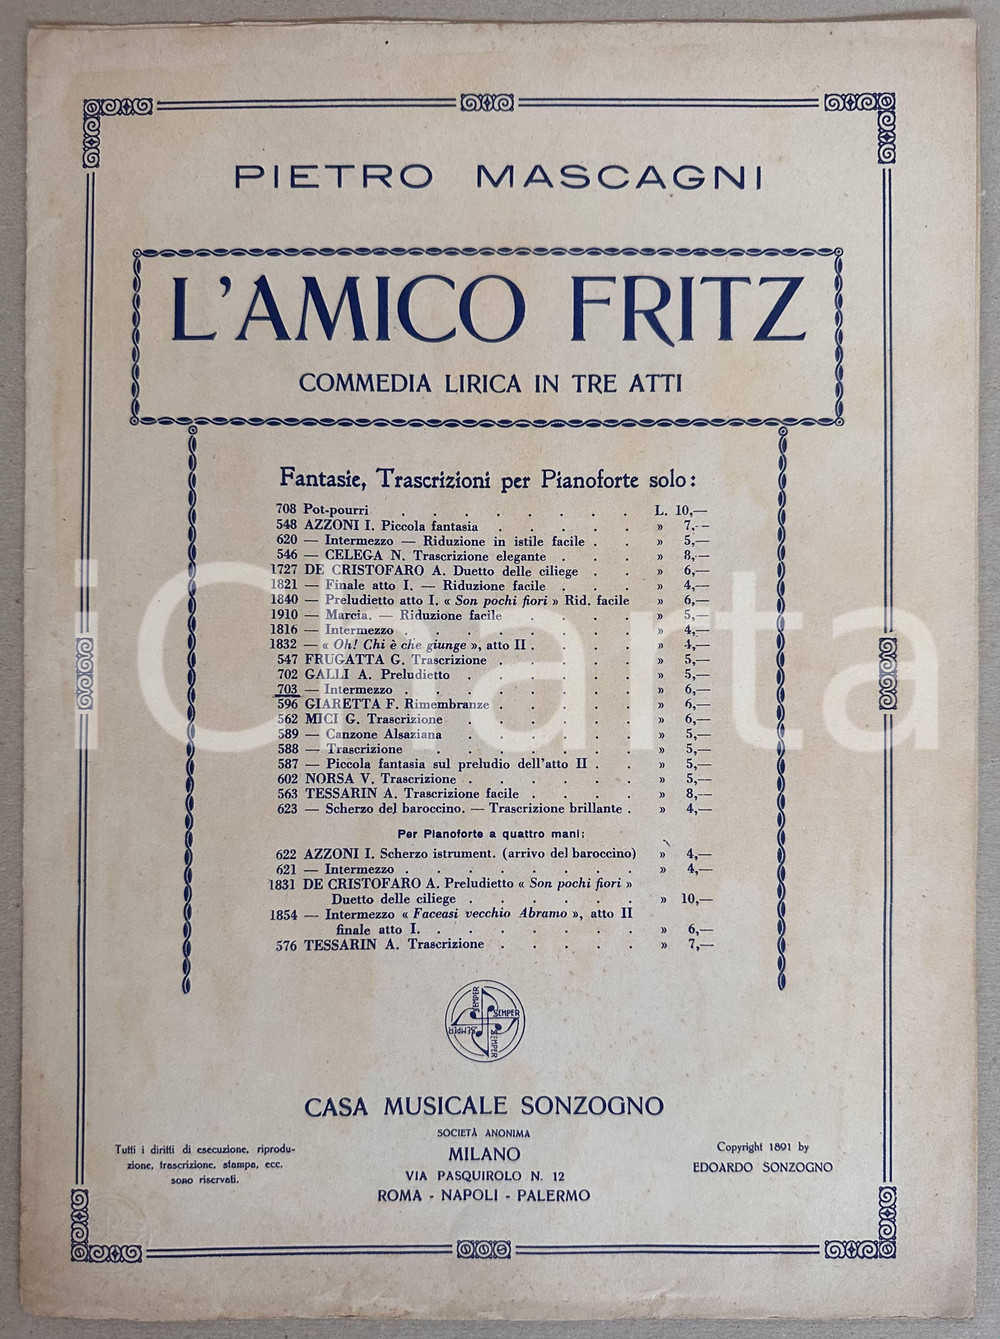 PIETRO MASCAGNI
L'AMICO FRITZ
COMMEDIA LIRICA IN TRE ATTI
Fantasie, Trascrizioni per Pianoforte solo:
708 Pot-pourri . . . . . . . . L. 10,—
548 AZZONI I. Piccola fantasia . . . . . » 7,--
620 — Intermezzo — Riduzione in istile facile . . » 5,—
546 — CELEGA N. Trascrizione elegante . . . » 8,—
1727 DE CRISTOFARO A. Duetto delle ciliege . . » 6,—
1821 — Finale atto I. — Riduzione facile . . . » 4,—
1840 — Preludietto atto I. « Son pochi fiori » Rid. facile » 6,—
1910 — Marcia. — Riduzione facile . . . . » 5,—
1816 — Intermezzo . . . . . . . . » 4,—
1832 — « Oh! Chi è che giunge », atto II . . . . » 4,—
547 FRUGATTA G. Trascrizione . . . . . » 5,—
702 GALLI A. Preludietto . . . . . . » 5,—
703 — Intermezzo . . . . . . . . » 6,—
596 GIARETTA F. Rimembranze . . . . . » 6,—
562 MICI G. Trascrizione . . . . . . » 6,—
589 — Canzone Alsaziana . . . . . . » 5,—
588 — Trascrizione . . . . . . . » 5,—
587 — Piccola fantasia sul preludio dell'atto II . . » 5,—
602 NORSA V. Trascrizione . . . . . . » 5,—
563 TESSARIN A. Trascrizione facile . . . . » 8,—
623 — Scherzo del baroccino. — Trascrizione brillante . » 4,—
Per Pianoforte a quattro mani:
622 AZZONI I. Scherzo istrument. (arrivo del baroccino) » 4,—
621 — Intermezzo . . . . . . . . » 4,—
1831 DE CRISTOFARO A. Preludietto « Son pochi fiori »
Duetto delle ciliege . . . . . . » 10,—
1854 — Intermezzo « Faceasi vecchio Abramo », atto II
finale atto I. . . . . . . . » 6,—
576 TESSARIN A. Trascrizione . . . . . » 7,—
SEMPER
SEMPER
SEMPER
SEMPER
CASA MUSICALE SONZOGNO
SOCIETÀ ANONIMA
MILANO
VIA PASQUIROLO N. 12
ROMA - NAPOLI - PALERMO
Tutti i diritti di esecuzione, riprodu-
zione, trascrizione, stampa, ecc.
sono riservati.
Copyright 1891 by
EDOARDO SONZOGNO
iCharta